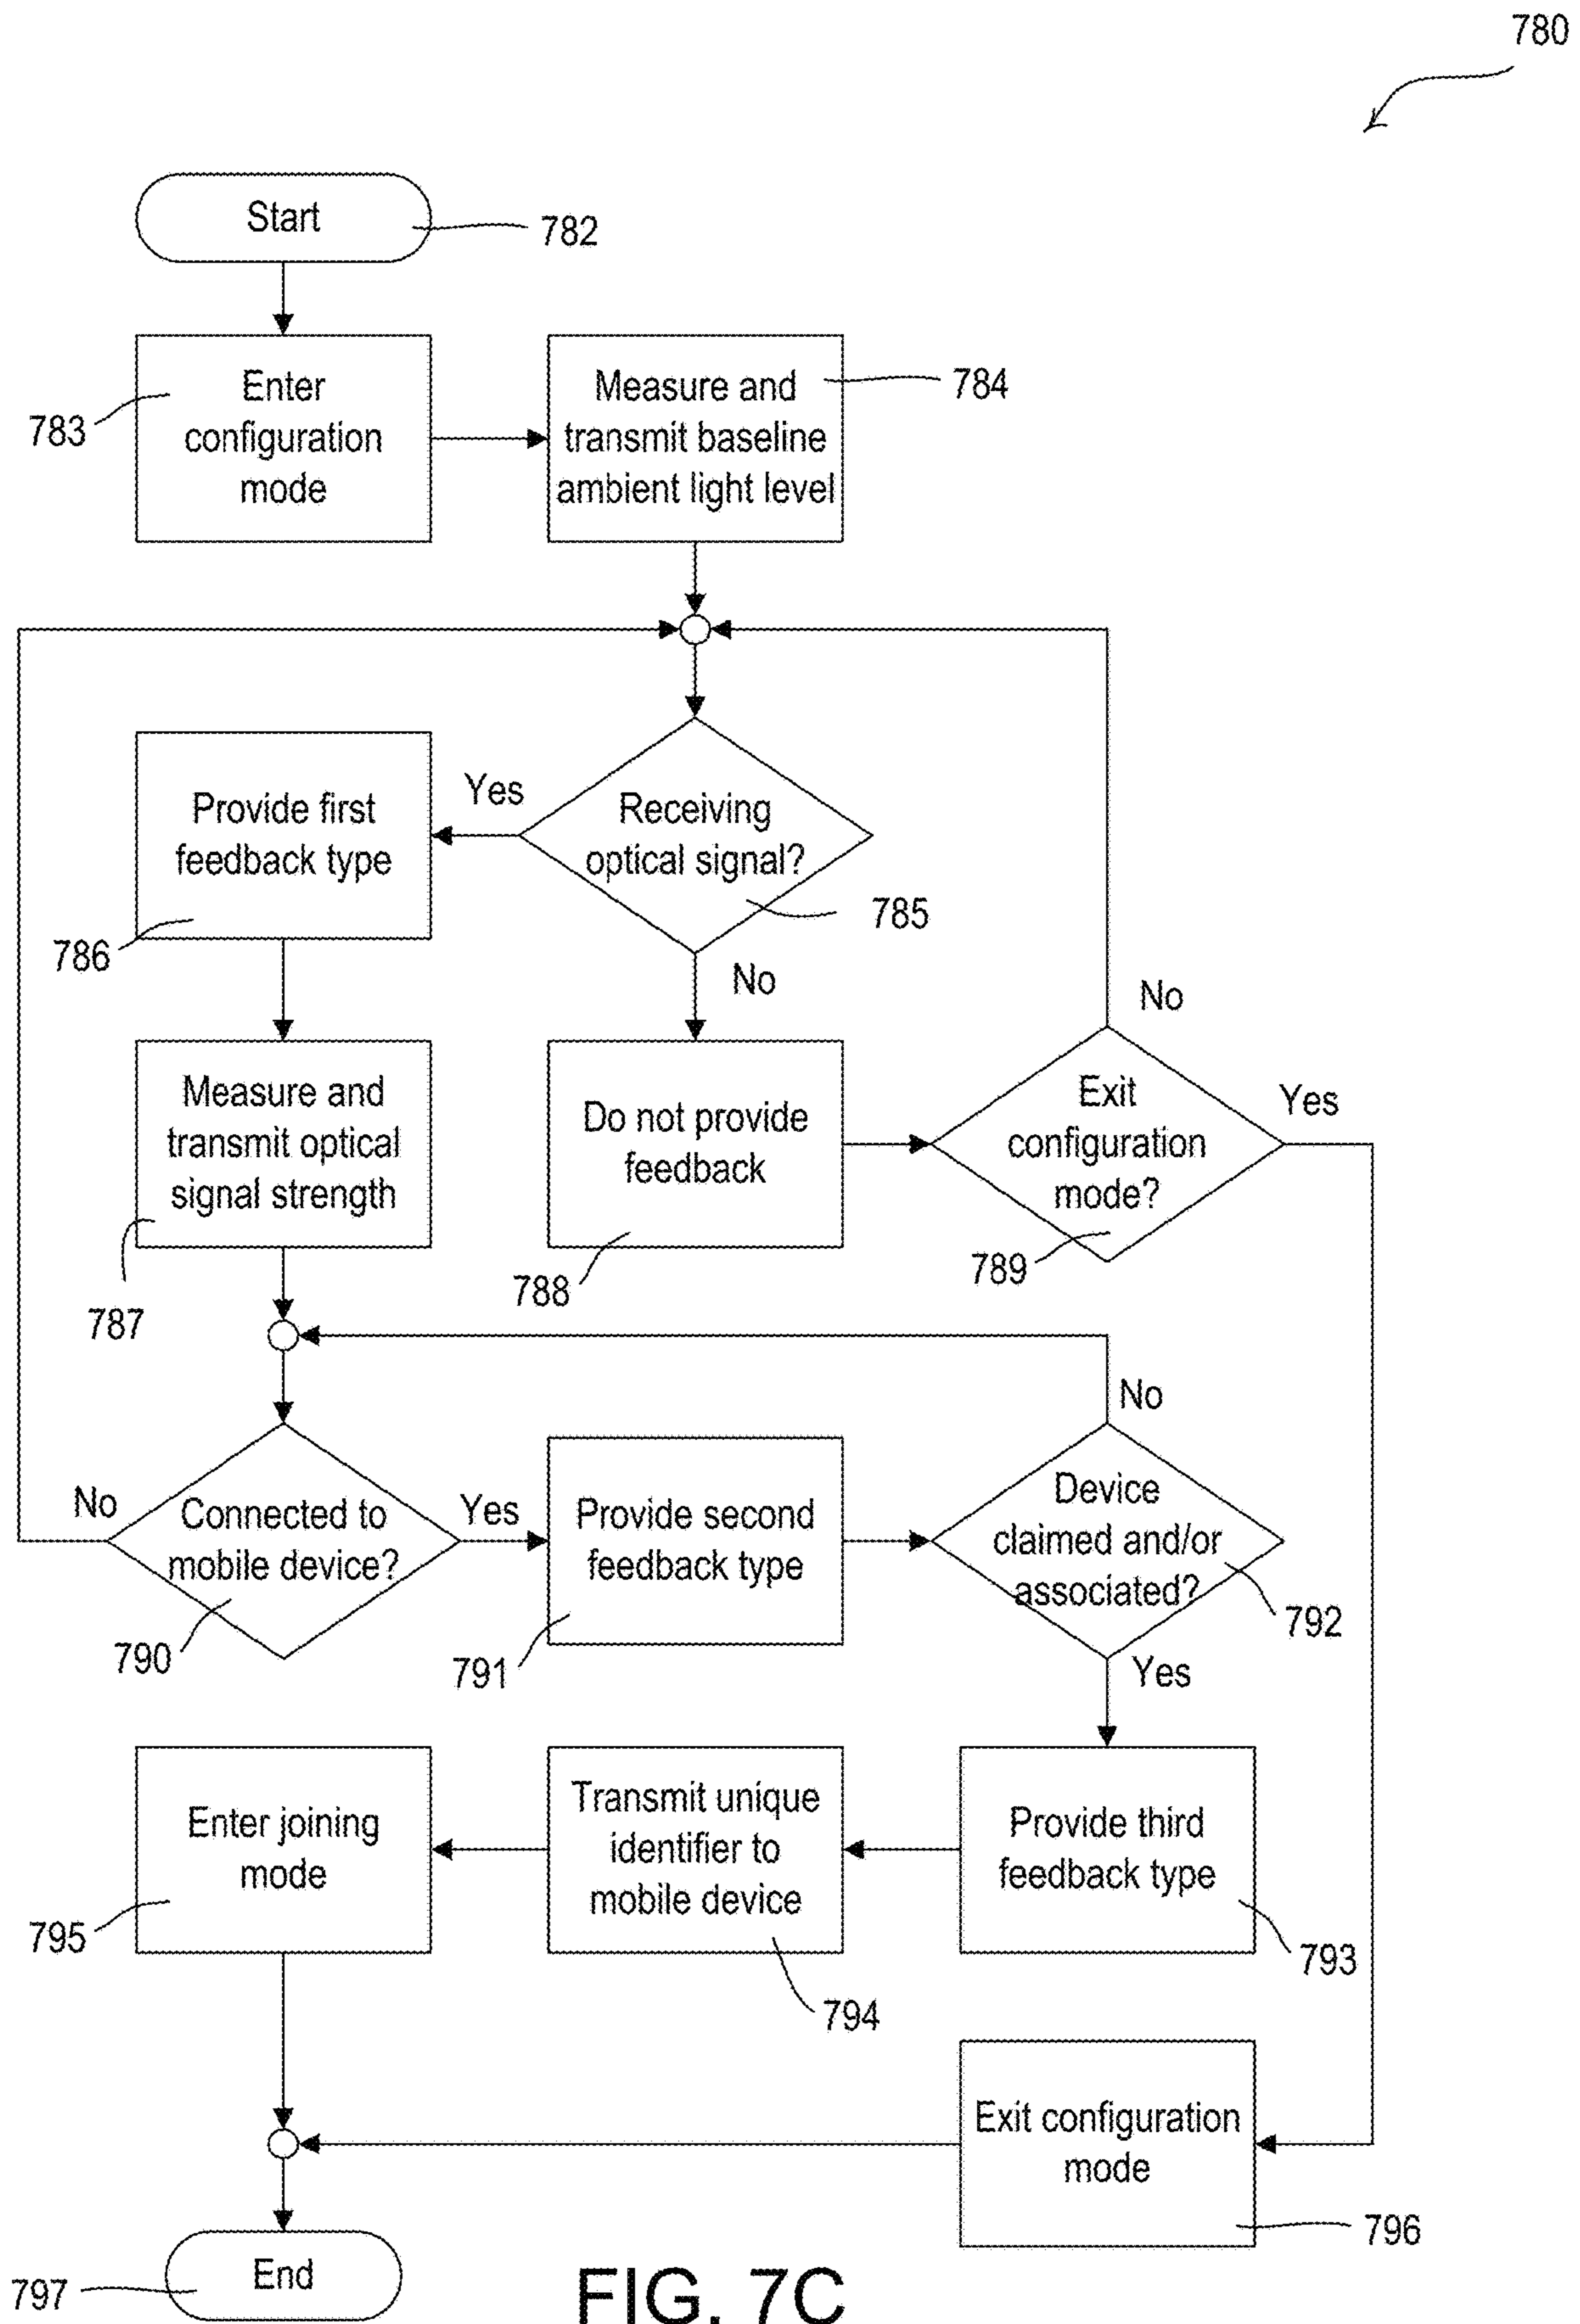 780
Start
782
Enter
configuration
mode
783
Measure and
transmit baseline
ambient light level
784
Receiving
optical signal?
785
Yes
No
Provide first
feedback type
786
Measure and
transmit optical
signal strength
787
Do not provide
feedback
788
Exit
configuration
mode?
789
No
Yes
Connected to
mobile device?
790
No
Yes
Provide second
feedback type
791
Device
claimed and/or
associated?
792
No
Yes
Provide third
feedback type
793
Transmit unique
identifier to
mobile device
794
Enter joining
mode
795
Exit configuration
mode
796
End
797
FIG. 7C